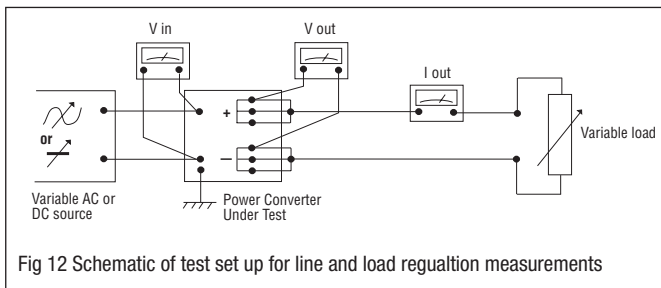 V in
V out
I out
+
or
−
Variable load
Variable AC or
DC source
Power Converter
Under Test
Fig 12 Schematic of test set up for line and load regualtion measurements